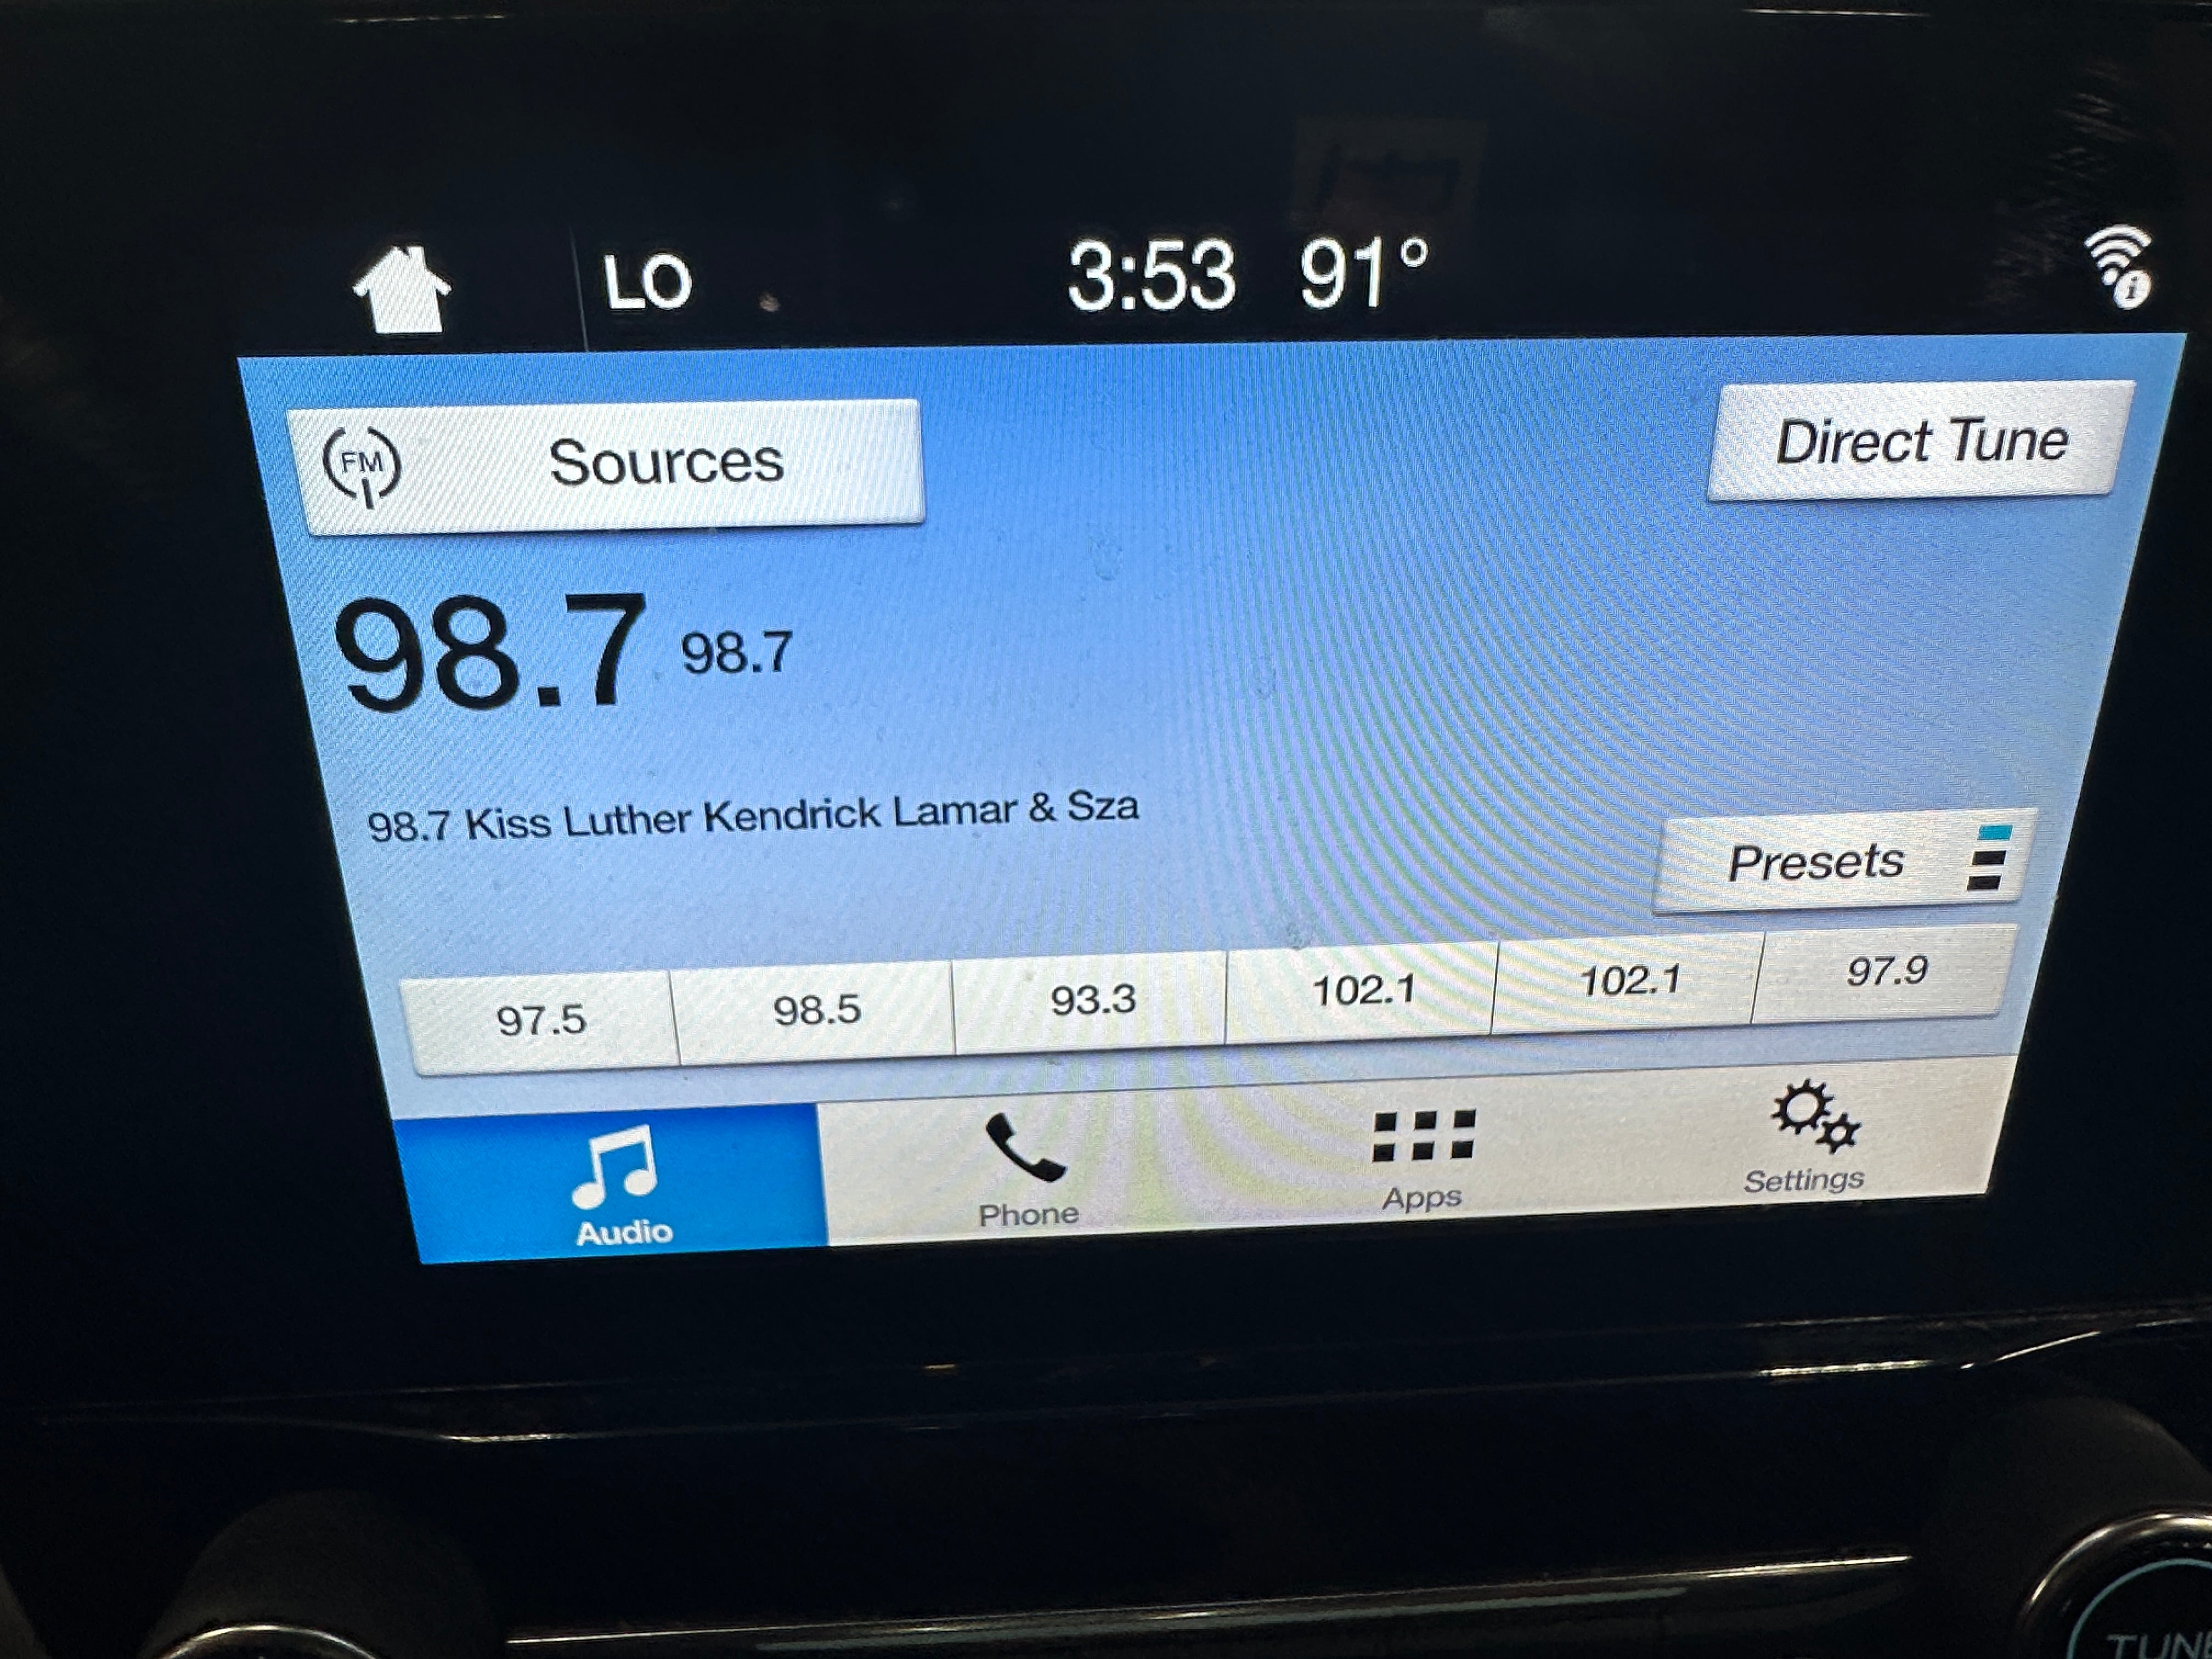 LO 3:53 91°
FM Sources Direct Tune
98.7 98.7
98.7 Kiss Luther Kendrick Lamar & Sza
Presets
97.5 98.5 93.3 102.1 102.1 97.9
Audio Phone Apps Settings